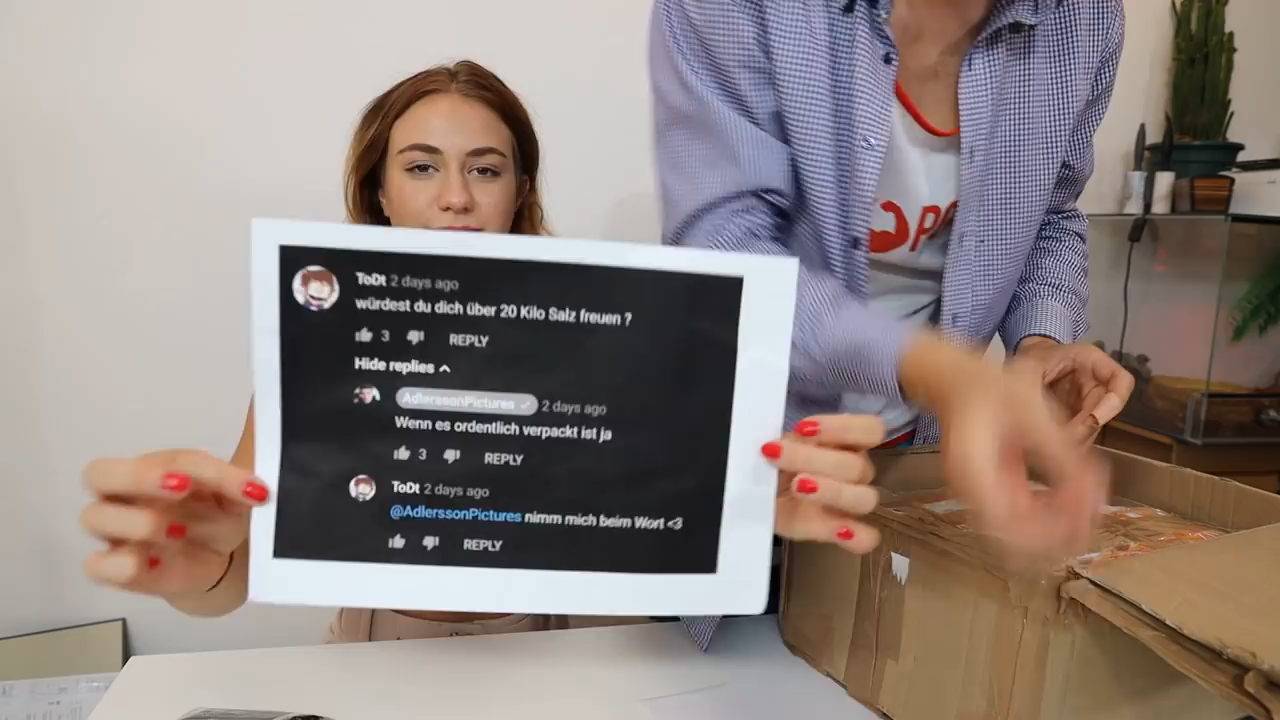 ToDt 2 days ago
würdest du dich über 20 Kilo Salz freuen ?
3 REPLY
Hide replies
AdlerssonPictures 2 days ago
Wenn es ordentlich verpackt ist ja
3 REPLY
ToDt 2 days ago
@AdlerssonPictures nimm mich beim Wort <3
REPLY